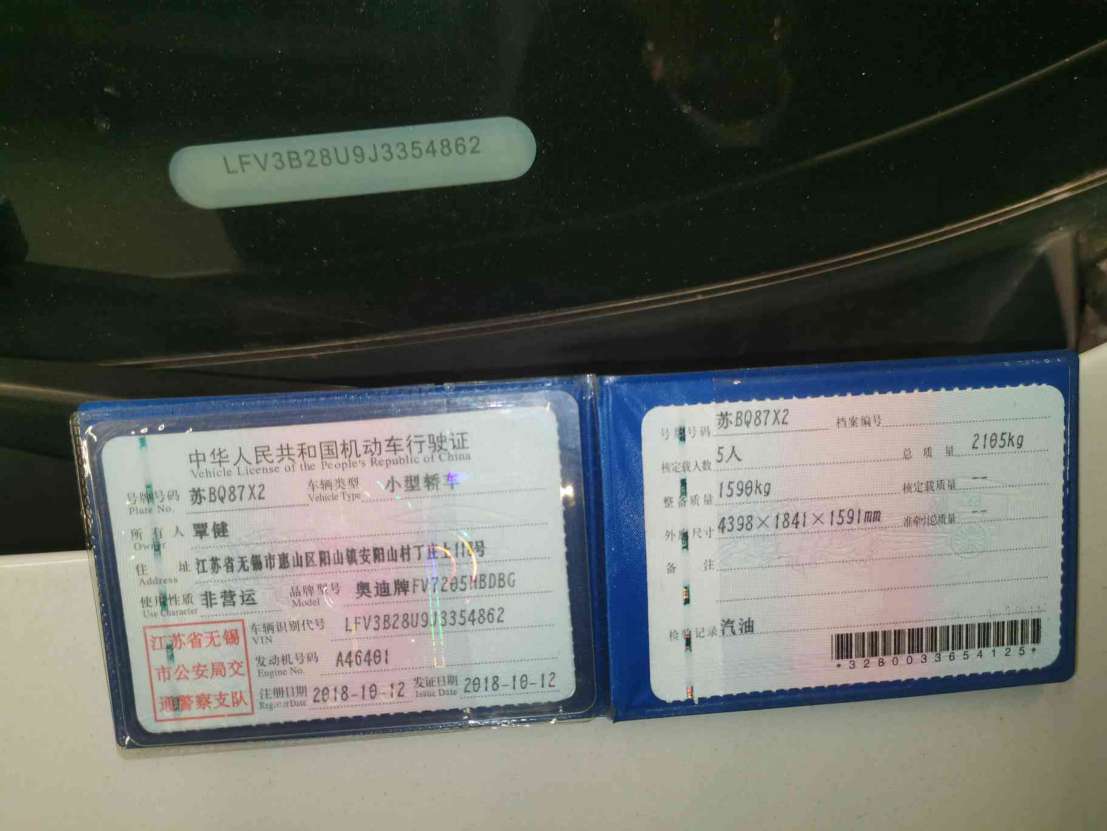 LFV3B28U9J3354862
中华人民共和国机动车行驶证
Vehicle License of the People's Republic of China
号牌号码 苏BQ87X2 车辆类型 小型轿车
Plate No. Vehicle Type
所有人 覃健
Owner
住址 江苏省无锡市惠山区阳山镇安阳山村丁庄上
Address
使用性质 非营运 品牌型号 奥迪牌FV7205MBDBG
Use Character Model
江苏省无锡市公安局交通警察支队
车辆识别代号 LFV3B28U9J3354862
VIN
发动机号码 A46401
Engine No.
注册日期 2018-10-12 发证日期 2018-10-12
Register Date Issue Date
号牌号码 苏BQ87X2 档案编号
核定载人数 5人 总质量 2105kg
整备质量 1590kg 核定载质量 --
外廓尺寸 4398×1841×1591mm 准牵引总质量 --
备注
检验记录 汽油
*3280033654125*